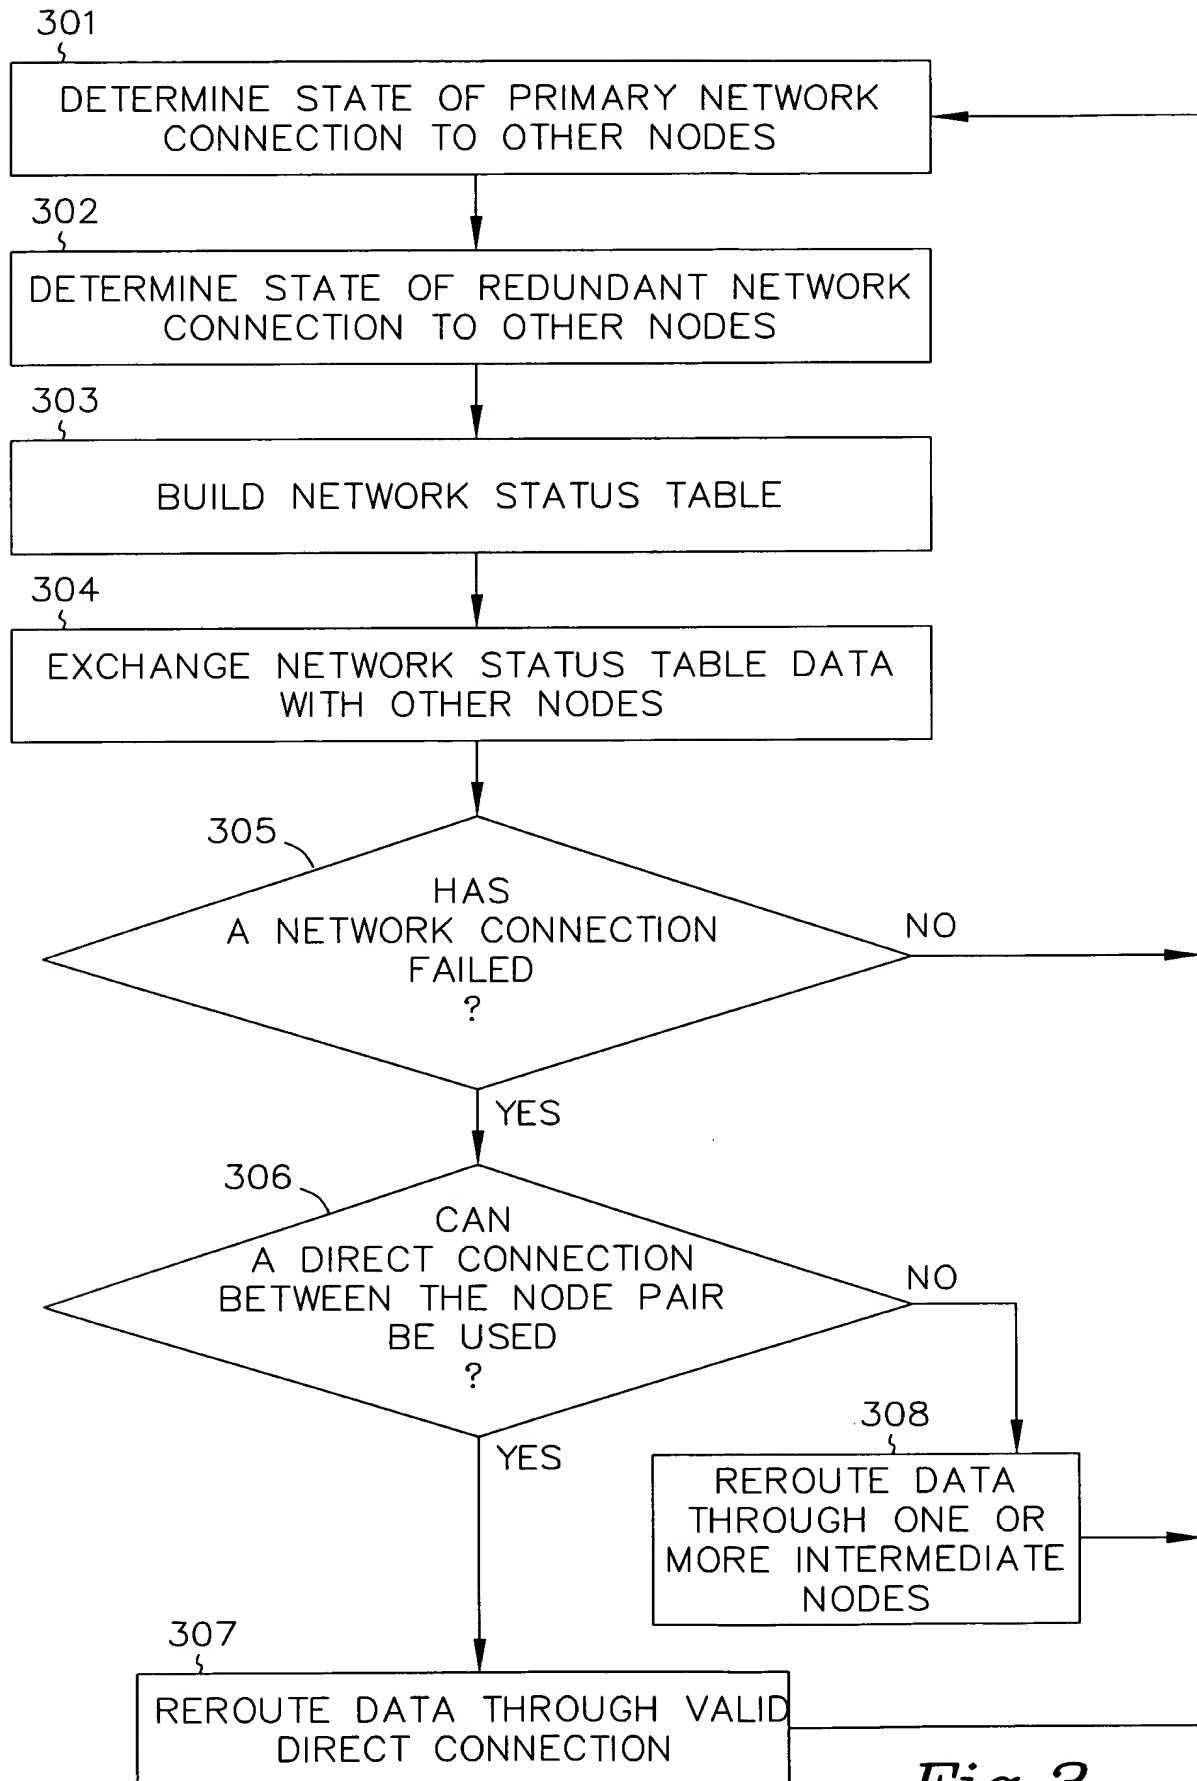 301
DETERMINE STATE OF PRIMARY NETWORK
CONNECTION TO OTHER NODES
302
DETERMINE STATE OF REDUNDANT NETWORK
CONNECTION TO OTHER NODES
303
BUILD NETWORK STATUS TABLE
304
EXCHANGE NETWORK STATUS TABLE DATA
WITH OTHER NODES
305
HAS
A NETWORK CONNECTION
FAILED
?
NO
YES
306
CAN
A DIRECT CONNECTION
BETWEEN THE NODE PAIR
BE USED
?
NO
YES
308
REROUTE DATA
THROUGH ONE OR
MORE INTERMEDIATE
NODES
307
REROUTE DATA THROUGH VALID
DIRECT CONNECTION
Fig. 3